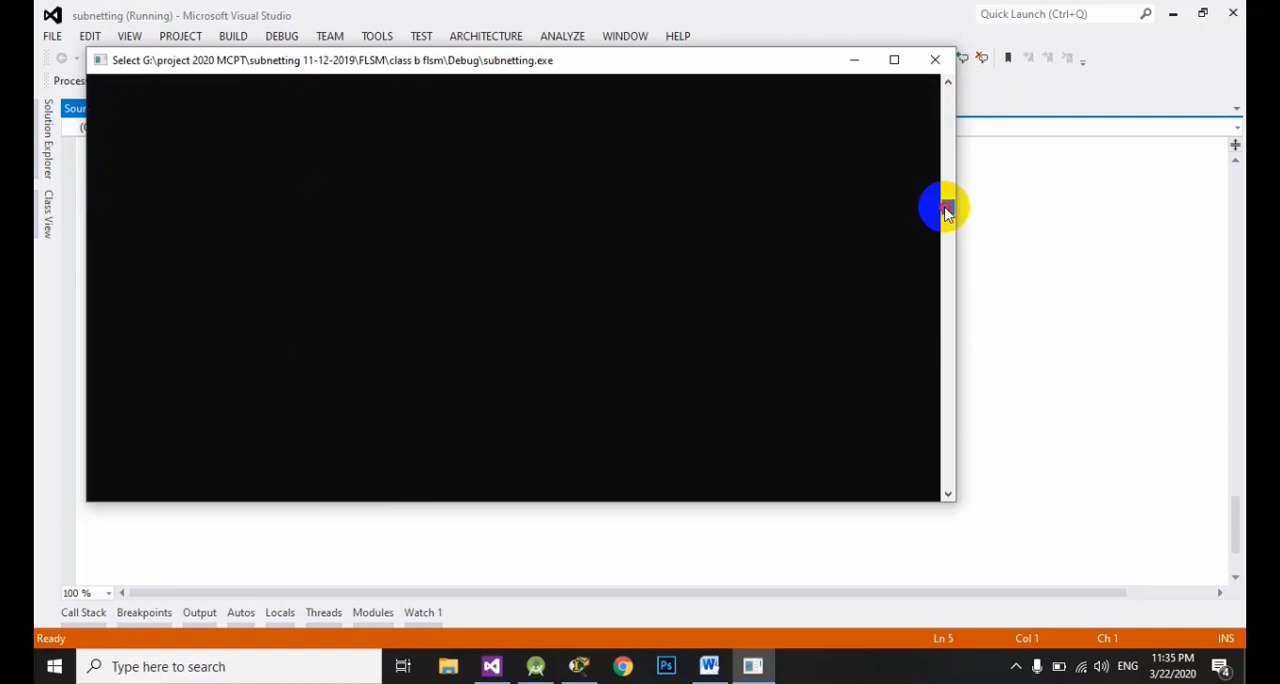 subnetting (Running) - Microsoft Visual Studio
Quick Launch (Ctrl+Q)
FILE EDIT VIEW PROJECT BUILD DEBUG TEAM TOOLS TEST ARCHITECTURE ANALYZE WINDOW HELP
Select G:\project 2020 MCPT\subnetting 11-12-2019\FLSM\class b flsm\Debug\subnetting.exe
Solution Explorer
Class View
100 %
Call Stack Breakpoints Output Autos Locals Threads Modules Watch 1
Ready Ln 5 Col 1 Ch 1 INS
Type here to search
ENG
11:35 PM
3/22/2020
4